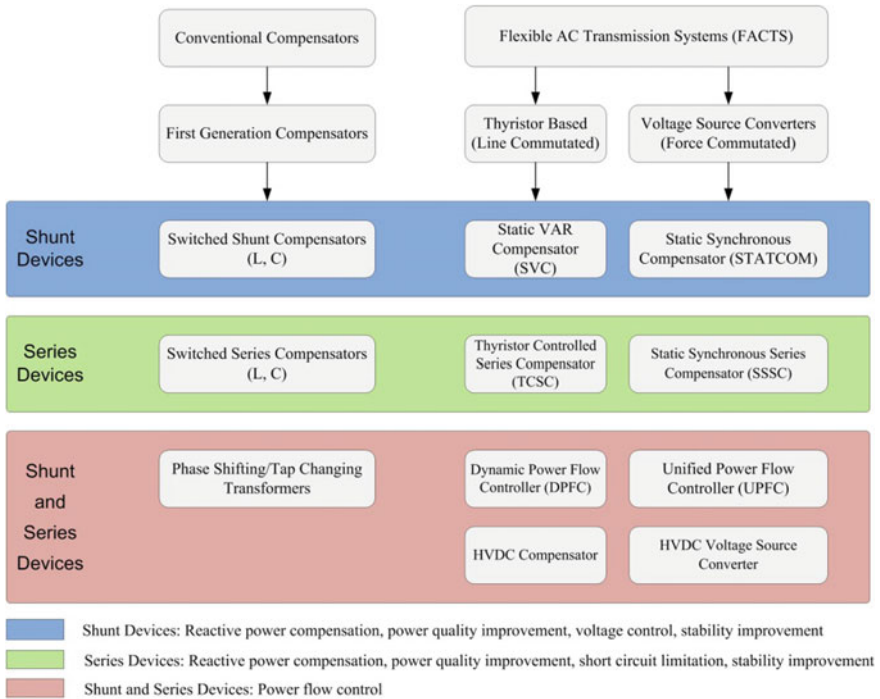 Conventional Compensators
Flexible AC Transmission Systems (FACTS)
First Generation Compensators
Thyristor Based
(Line Commutated)
Voltage Source Converters
(Force Commutated)
Shunt
Devices
Switched Shunt Compensators
(L, C)
Static VAR
Compensator
(SVC)
Static Synchronous
Compensator (STATCOM)
Series
Devices
Switched Series Compensators
(L, C)
Thyristor Controlled
Series Compensator
(TCSC)
Static Synchronous Series
Compensator (SSSC)
Shunt
and
Series
Devices
Phase Shifting/Tap Changing
Transformers
Dynamic Power Flow
Controller (DPFC)
Unified Power Flow
Controller (UPFC)
HVDC Compensator
HVDC Voltage Source
Converter
Shunt Devices: Reactive power compensation, power quality improvement, voltage control, stability improvement
Series Devices: Reactive power compensation, power quality improvement, short circuit limitation, stability improvement
Shunt and Series Devices: Power flow control